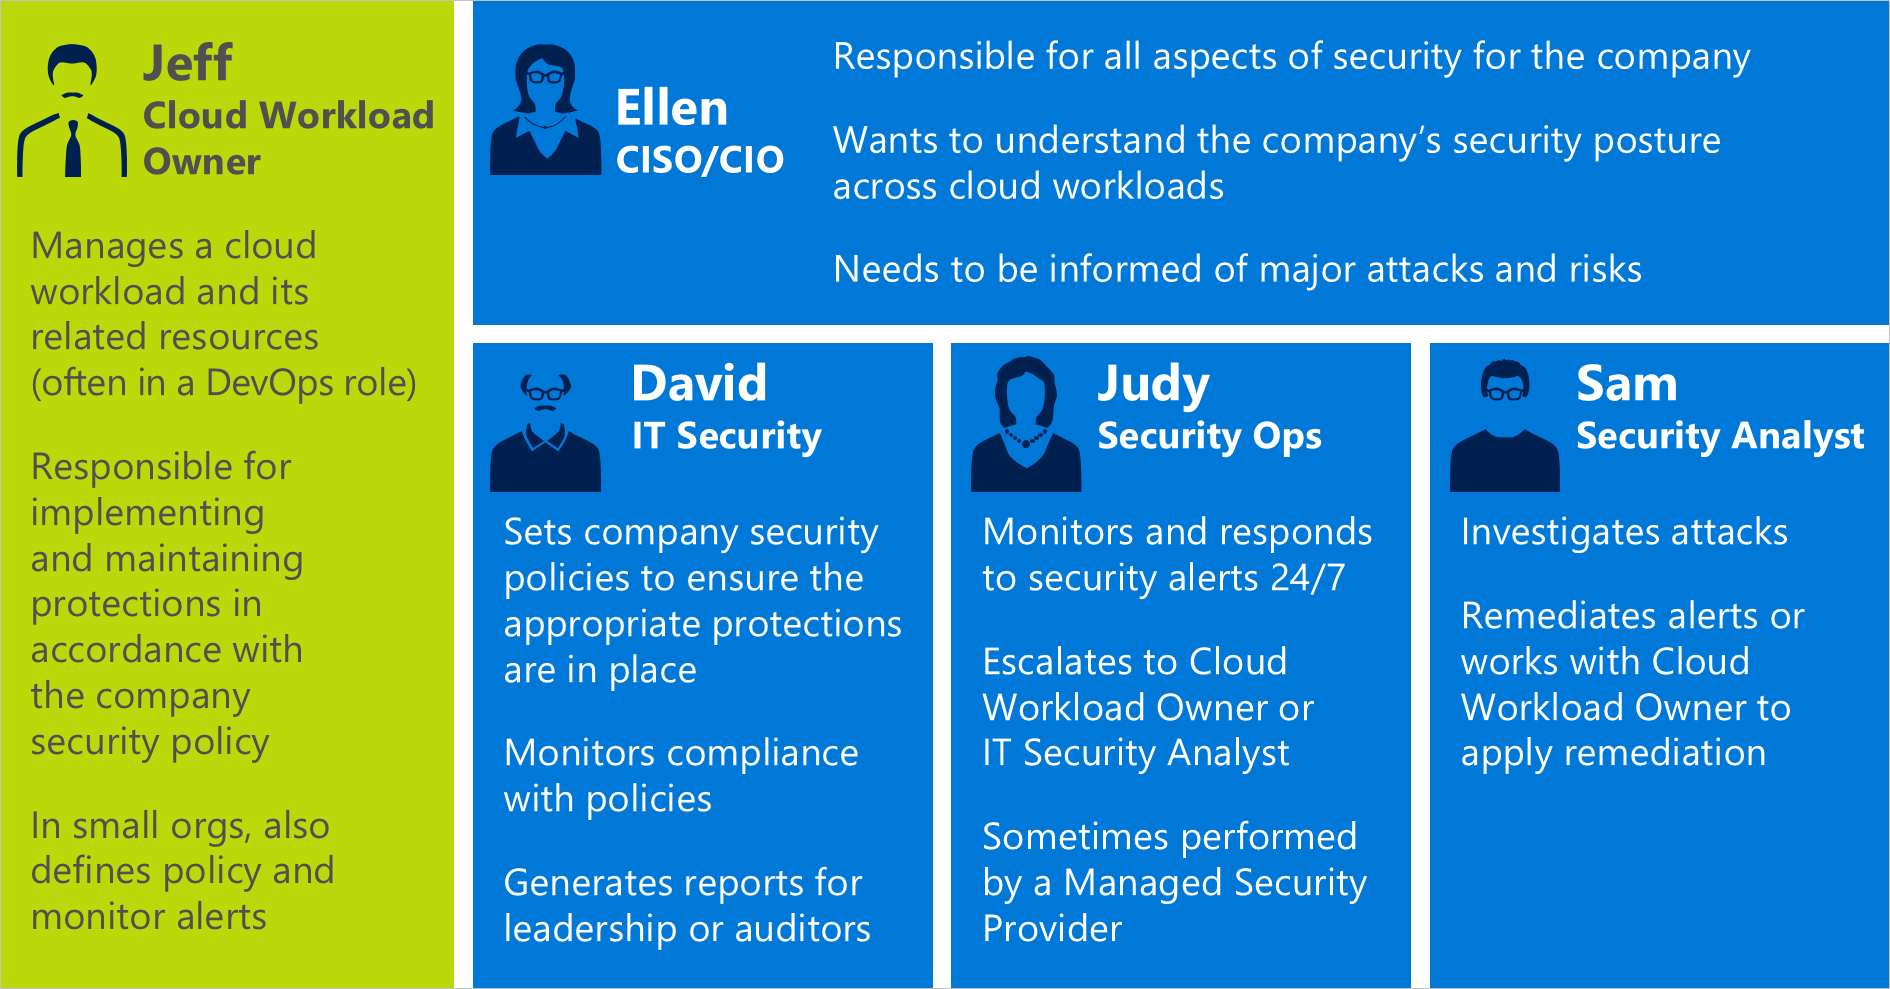 Jeff
Cloud Workload
Owner
Manages a cloud
workload and its
related resources
(often in a DevOps role)
Responsible for
implementing
and maintaining
protections in
accordance with
the company
security policy
In small orgs, also
defines policy and
monitor alerts
Ellen
CISO/CIO
Responsible for all aspects of security for the company
Wants to understand the company’s security posture
across cloud workloads
Needs to be informed of major attacks and risks
David
IT Security
Sets company security
policies to ensure the
appropriate protections
are in place
Monitors compliance
with policies
Generates reports for
leadership or auditors
Judy
Security Ops
Monitors and responds
to security alerts 24/7
Escalates to Cloud
Workload Owner or
IT Security Analyst
Sometimes performed
by a Managed Security
Provider
Sam
Security Analyst
Investigates attacks
Remediates alerts or
works with Cloud
Workload Owner to
apply remediation